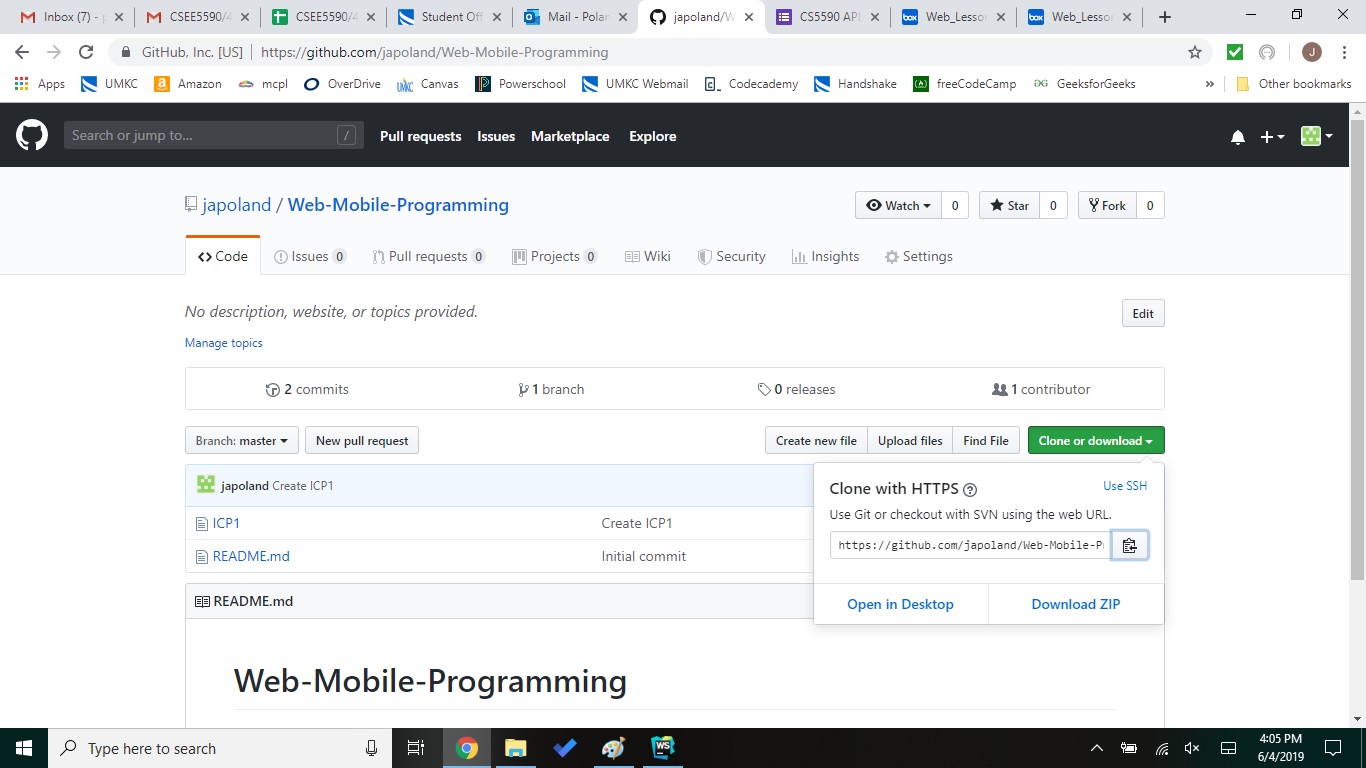 Inbox (7) - p
CSEE5590/4
CSEE5590/4
Student Off
Mail - Polan
japoland/W
CS5590 APL
Web_Lesso
Web_Lesso
GitHub, Inc. [US] https://github.com/japoland/Web-Mobile-Programming
J
Apps UMKC Amazon mcpl OverDrive Canvas Powerschool UMKC Webmail Codecademy Handshake freeCodeCamp GeeksforGeeks » Other bookmarks
Search or jump to... / Pull requests Issues Marketplace Explore
japoland / Web-Mobile-Programming
Watch 0 Star 0 Fork 0
Code Issues 0 Pull requests 0 Projects 0 Wiki Security Insights Settings
No description, website, or topics provided.
Edit
Manage topics
2 commits 1 branch 0 releases 1 contributor
Branch: master New pull request Create new file Upload files Find File Clone or download
japoland Create ICP1
ICP1 Create ICP1
README.md Initial commit
Clone with HTTPS Use SSH
Use Git or checkout with SVN using the web URL.
https://github.com/japoland/Web-Mobile-P
Open in Desktop Download ZIP
README.md
Web-Mobile-Programming
Type here to search
WS
4:05 PM
6/4/2019